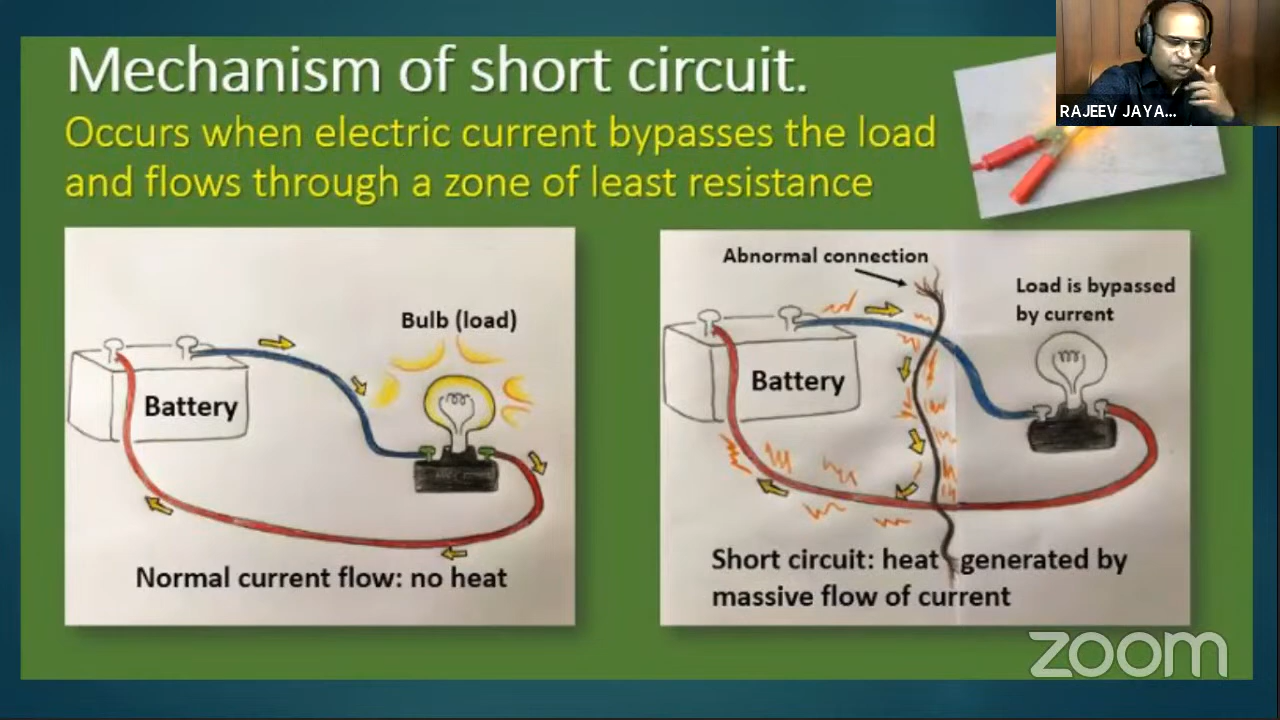 Mechanism of short circuit.
Occurs when electric current bypasses the load
and flows through a zone of least resistance
RAJEEV JAYA...
Bulb (load)
Battery
Normal current flow: no heat
Abnormal connection
Load is bypassed
by current
Battery
Short circuit: heat generated by
massive flow of current
zoom